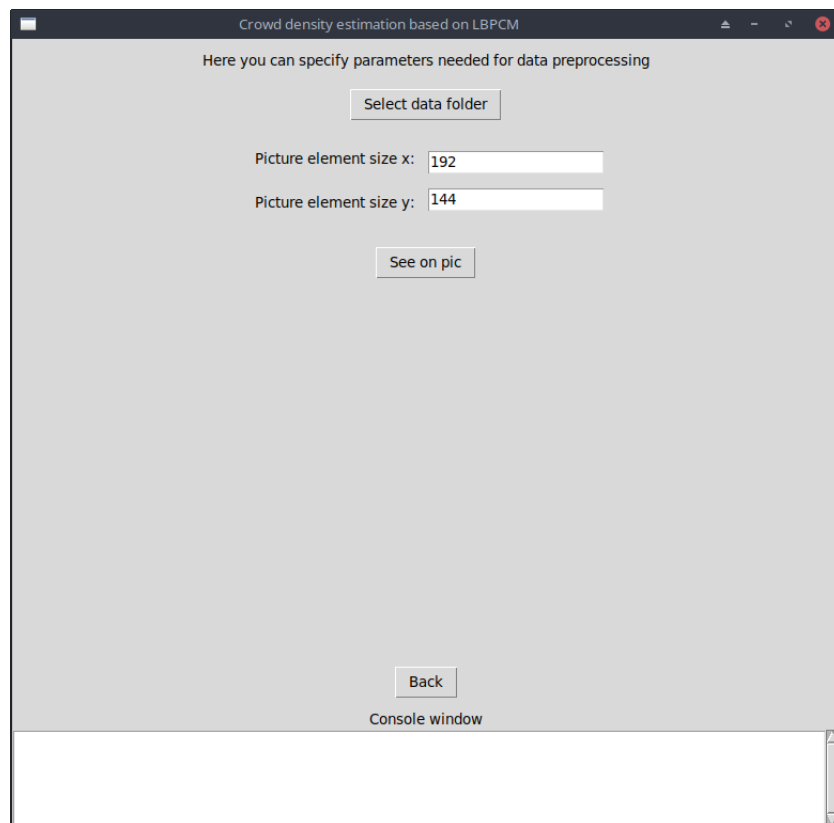 Crowd density estimation based on LBPCM
Here you can specify parameters needed for data preprocessing
Select data folder
Picture element size x: 192
Picture element size y: 144
See on pic
Back
Console window